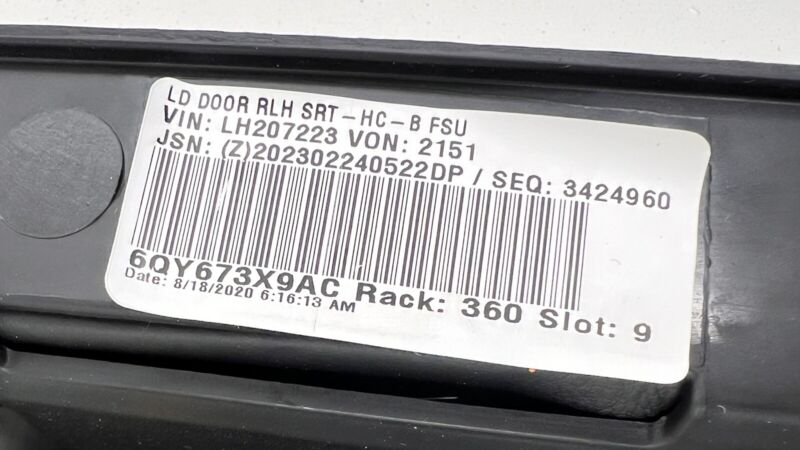 LD DOOR RLH SRT-HC-B FSU
VIN: LH207223 VON: 2151
JSN: (Z)202302240522DP / SEQ: 3424960
6QY673X9AC Rack: 360 Slot: 9
Date: 8/18/2020 6:16:13 AM